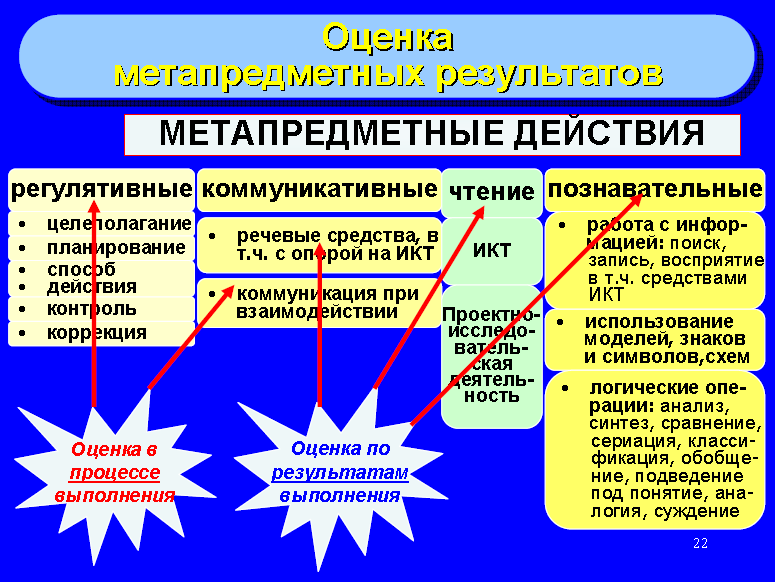 Оценка
метапредметных результатов
МЕТАПРЕДМЕТНЫЕ ДЕЙСТВИЯ
регулятивные
• целеполагание
• планирование
• способ
• действия
• контроль
• коррекция
коммуникативные
• речевые средства, в
т.ч. с опорой на ИКТ
• коммуникация при
взаимодействии
чтение
ИКТ
Проектно-
исследо-
ватель-
ская
деятель-
ность
познавательные
• работа с инфор-
мацией: поиск,
запись, восприятие
в т.ч. средствами
ИКТ
• использование
моделей, знаков
и символов,схем
• логические опе-
рации: анализ,
синтез, сравнение,
сериация, класси-
фикация, обобще-
ние, подведение
под понятие, ана-
логия, суждение
Оценка в
процессе
выполнения
Оценка по
результатам
выполнения
22